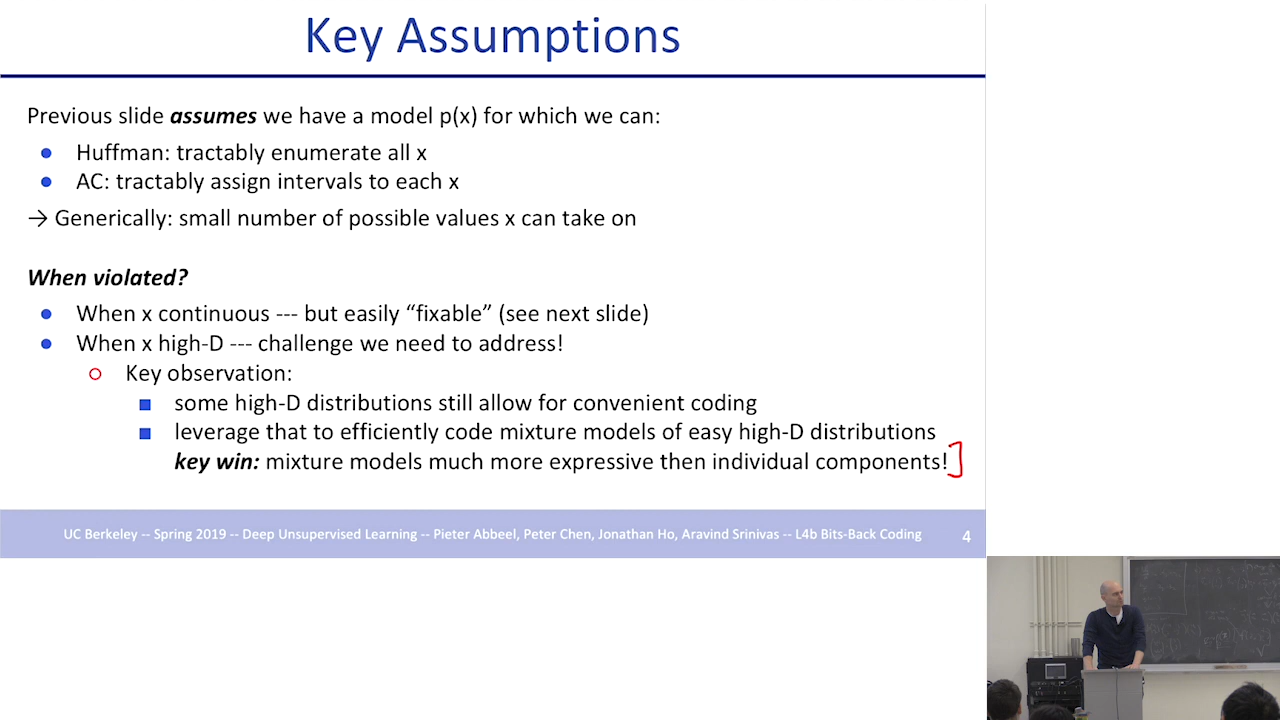 Key Assumptions
Previous slide assumes we have a model p(x) for which we can:
● Huffman: tractably enumerate all x
● AC: tractably assign intervals to each x
→ Generically: small number of possible values x can take on
When violated?
● When x continuous --- but easily “fixable” (see next slide)
● When x high-D --- challenge we need to address!
○ Key observation:
■ some high-D distributions still allow for convenient coding
■ leverage that to efficiently code mixture models of easy high-D distributions
key win: mixture models much more expressive then individual components!
UC Berkeley -- Spring 2019 -- Deep Unsupervised Learning -- Pieter Abbeel, Peter Chen, Jonathan Ho, Aravind Srinivas -- L4b Bits-Back Coding 4